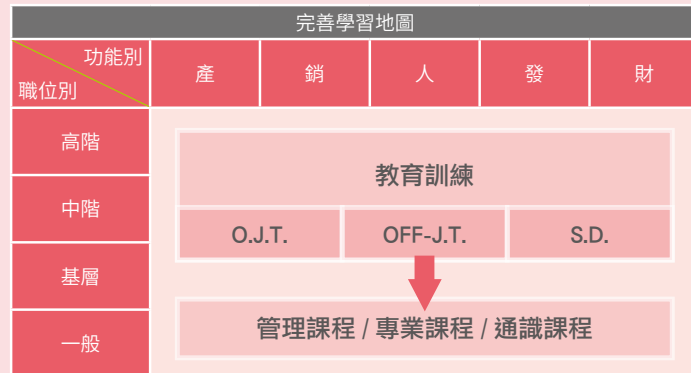 完善學習地圖
功能別
職位別
產 銷 人 發 財
高階
中階
基層
一般
教育訓練
O.J.T. OFF-J.T. S.D.
管理課程 / 專業課程 / 通識課程